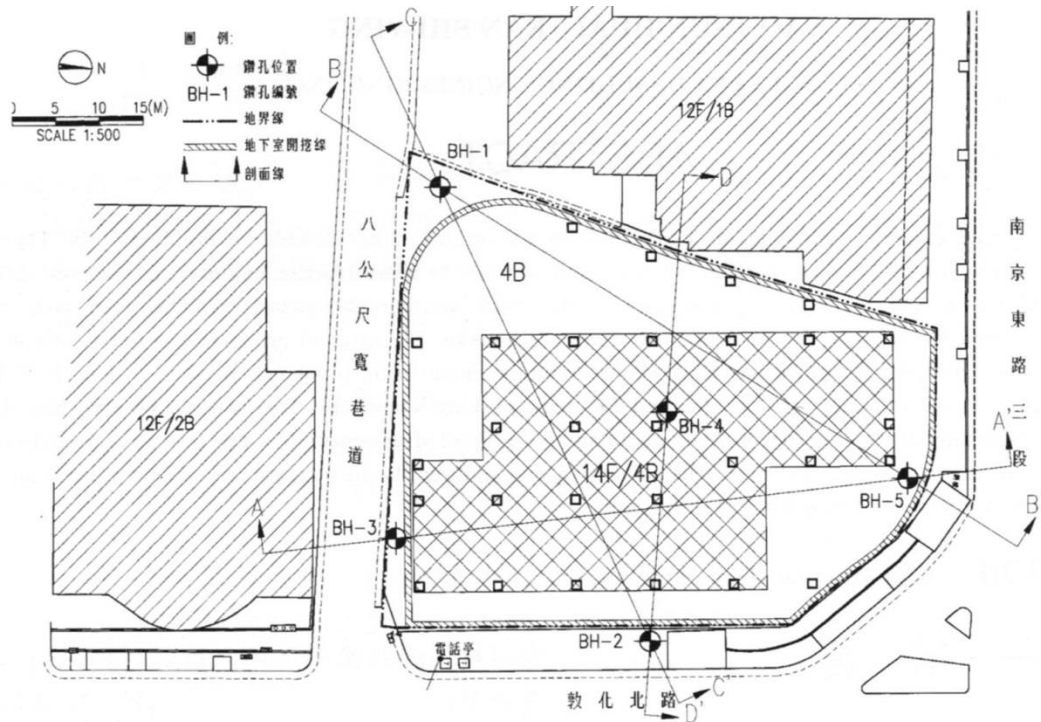 圖 例:
鑽孔位置
BH-1 鑽孔編號
地界線
地下室開挖線
剖面線
N
0 5 10 15(M)
SCALE 1:500
C
B
BH-1
12F/1B
D
4B
八公尺寬巷道
南京東路三段
12F/2B
BH-4
14F/4B
A'
A
BH-3
BH-5
B'
BH-2
電話亭
C'
敦化北路
D'